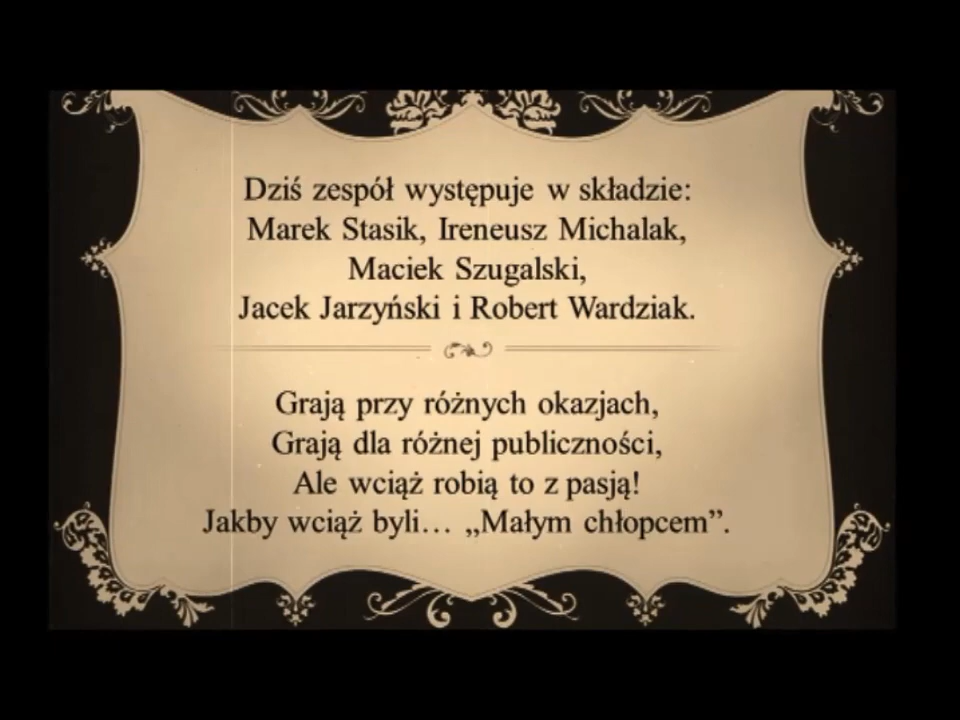 Dziś zespół występuje w składzie:
Marek Stasik, Ireneusz Michalak,
Maciek Szugalski,
Jacek Jarzyński i Robert Wardziak.
Grają przy różnych okazjach,
Grają dla różnej publiczności,
Ale wciąż robią to z pasją!
Jakby wciąż byli… „Małym chłopcem”.